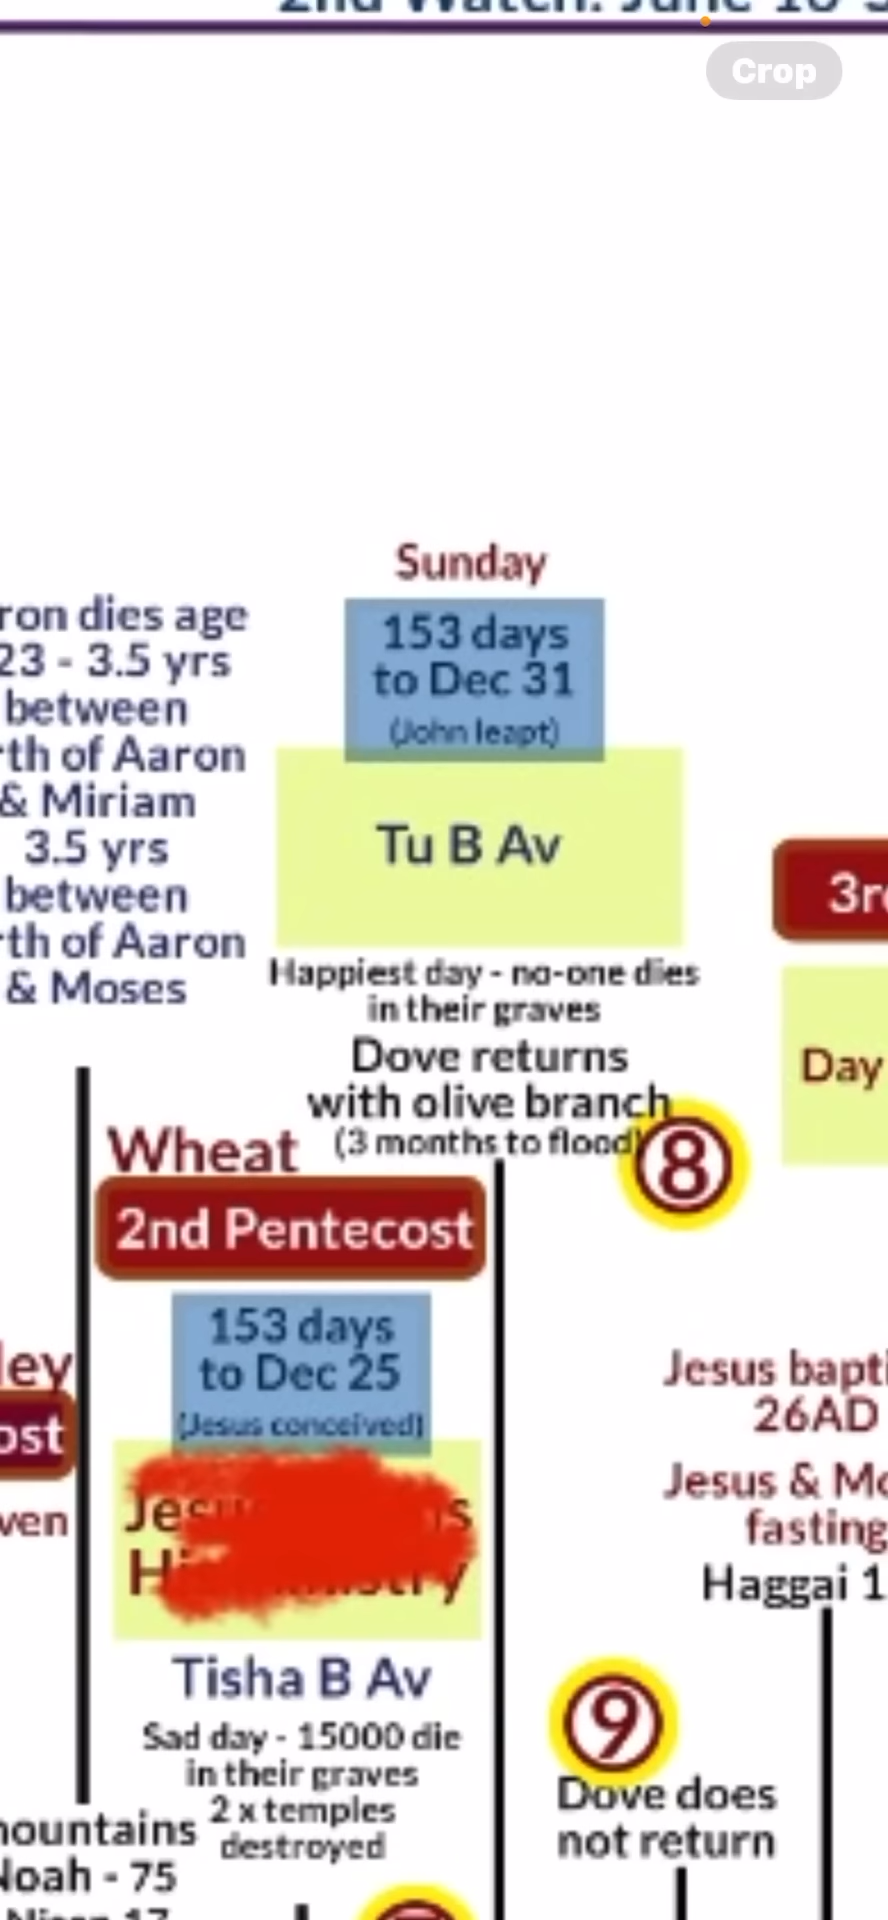 Crop
Sunday
153 days
to Dec 31
(John leapt)
Tu B Av
Happiest day - no-one dies
in their graves
Dove returns
with olive branch
(3 months to flood)
8
ron dies age
23 - 3.5 yrs
between
rth of Aaron
& Miriam
3.5 yrs
between
rth of Aaron
& Moses
Wheat
2nd Pentecost
153 days
to Dec 25
(Jesus conceived)
Tisha B Av
Sad day - 15000 die
in their graves
2 x temples
destroyed
ley
ost
ven
ountains
Noah - 75
Nisan 17
3r
Day
Jesus bapti
26AD
Jesus & Mo
fasting
Haggai 1
9
Dove does
not return